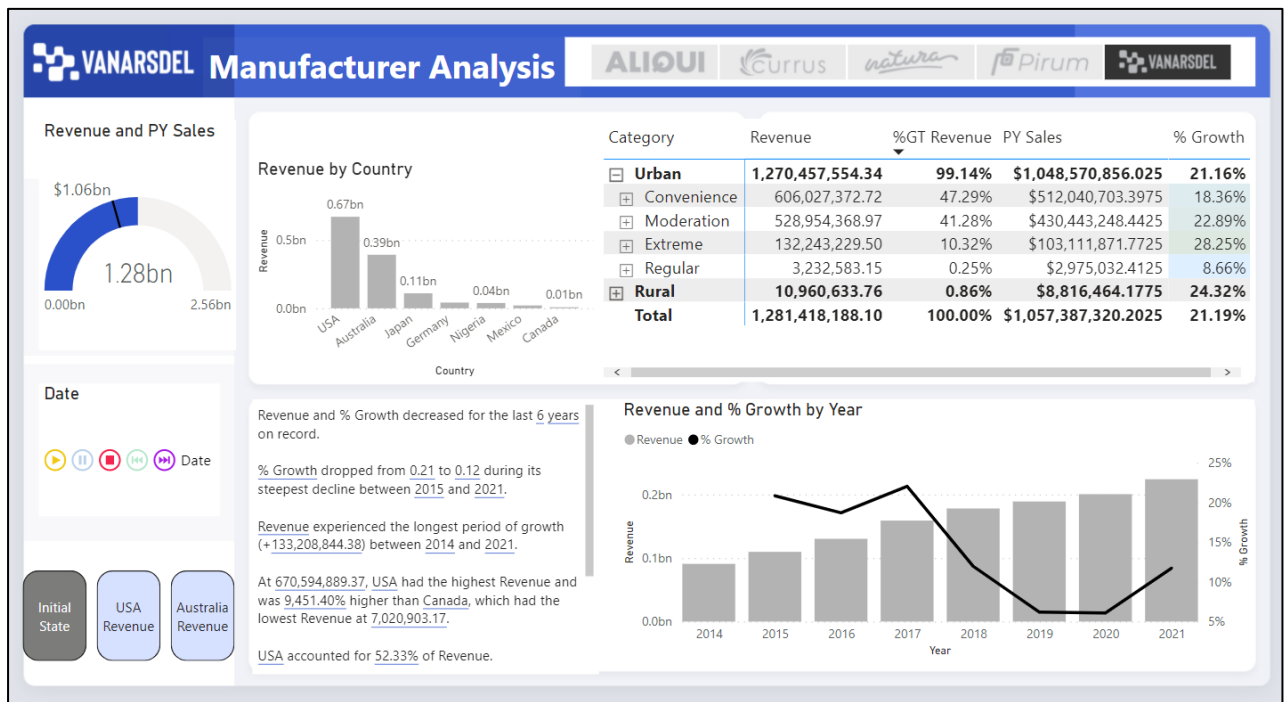 VANARSDEL Manufacturer Analysis ALIQUI Currus natura Pirum VANARSDEL
Revenue and PY Sales
$1.06bn
1.28bn
0.00bn 2.56bn
Date
Date
Initial State
USA Revenue
Australia Revenue
Revenue by Country
Revenue
0.5bn
0.0bn
0.67bn
0.39bn
0.11bn
0.04bn
0.01bn
USA Australia Japan Germany Nigeria Mexico Canada
Country
Category Revenue %GT Revenue PY Sales % Growth
Urban 1,270,457,554.34 99.14% $1,048,570,856.025 21.16%
Convenience 606,027,372.72 47.29% $512,040,703.3975 18.36%
Moderation 528,954,368.97 41.28% $430,443,248.4425 22.89%
Extreme 132,243,229.50 10.32% $103,111,871.7725 28.25%
Regular 3,232,583.15 0.25% $2,975,032.4125 8.66%
Rural 10,960,633.76 0.86% $8,816,464.1775 24.32%
Total 1,281,418,188.10 100.00% $1,057,387,320.2025 21.19%
Revenue and % Growth decreased for the last 6 years
on record.
% Growth dropped from 0.21 to 0.12 during its
steepest decline between 2015 and 2021.
Revenue experienced the longest period of growth
(+133,208,844.38) between 2014 and 2021.
At 670,594,889.37, USA had the highest Revenue and
was 9,451.40% higher than Canada, which had the
lowest Revenue at 7,020,903.17.
USA accounted for 52.33% of Revenue.
Revenue and % Growth by Year
Revenue % Growth
Revenue
0.2bn
0.1bn
0.0bn
25%
20%
15%
10%
5%
% Growth
2014 2015 2016 2017 2018 2019 2020 2021
Year